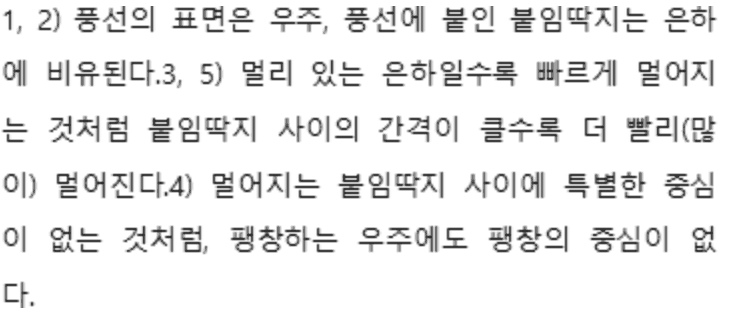 1, 2) 풍선의 표면은 우주, 풍선에 붙인 붙임딱지는 은하
에 비유된다.3, 5) 멀리 있는 은하일수록 빠르게 멀어지
는 것처럼 붙임딱지 사이의 간격이 클수록 더 빨리(많
이) 멀어진다.4) 멀어지는 붙임딱지 사이에 특별한 중심
이 없는 것처럼, 팽창하는 우주에도 팽창의 중심이 없
다.